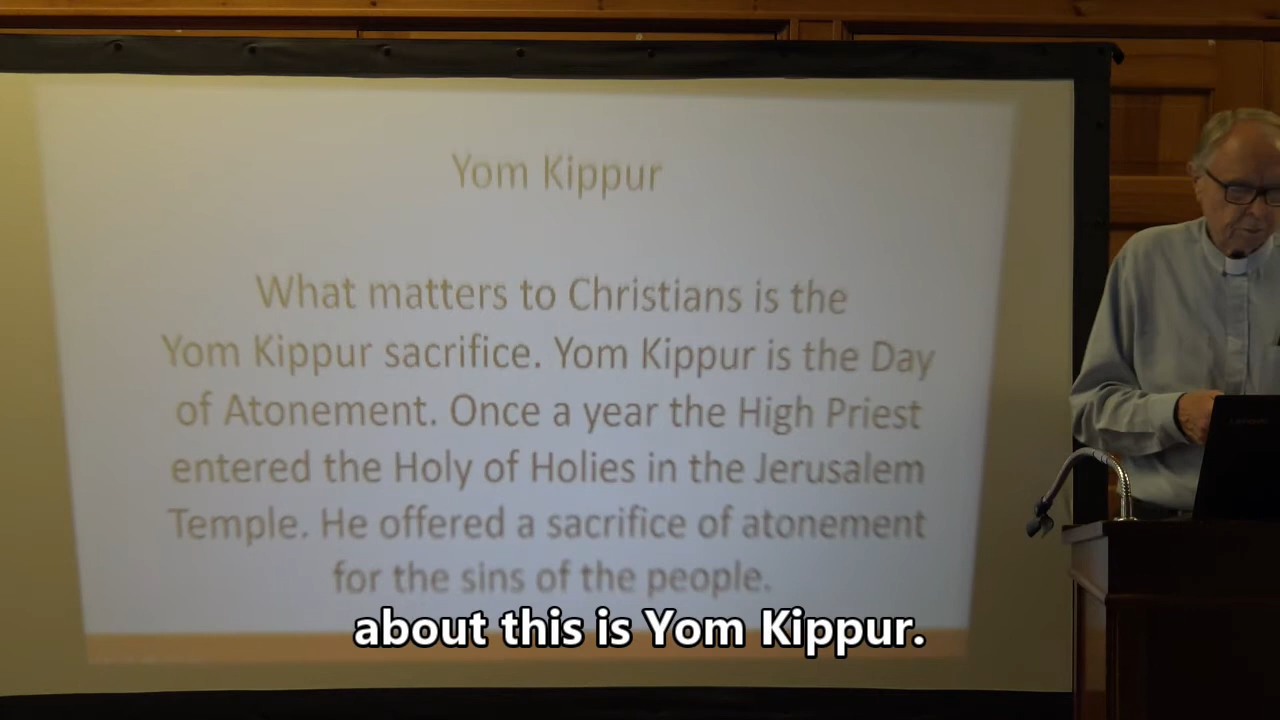 Yom Kippur
What matters to Christians is the
Yom Kippur sacrifice. Yom Kippur is the Day
of Atonement. Once a year the High Priest
entered the Holy of Holies in the Jerusalem
Temple. He offered a sacrifice of atonement
for the sins of the people.
about this is Yom Kippur.